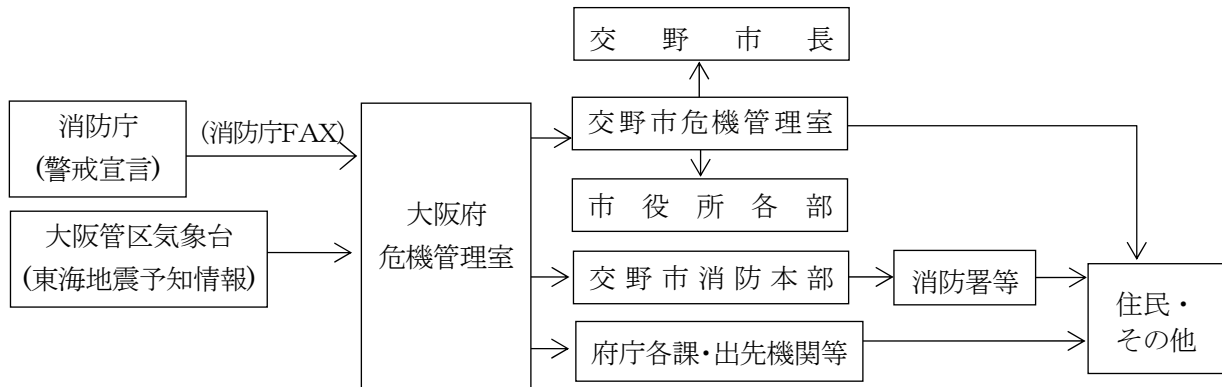 交野市長
消防庁
(警戒宣言)
(消防庁FAX)
交野市危機管理室
大阪府
危機管理室
市役所各部
大阪管区気象台
(東海地震予知情報)
交野市消防本部
消防署等
住民・
その他
府庁各課・出先機関等